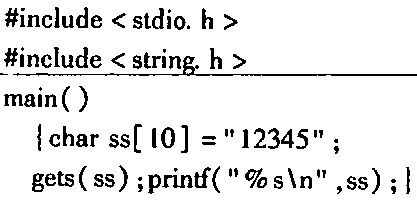 #include < stdio. h >
#include < string. h >
main( )
{char ss[ 10] = "12345" ;
gets( ss) ;printf( "% s\n" ,ss) ;}